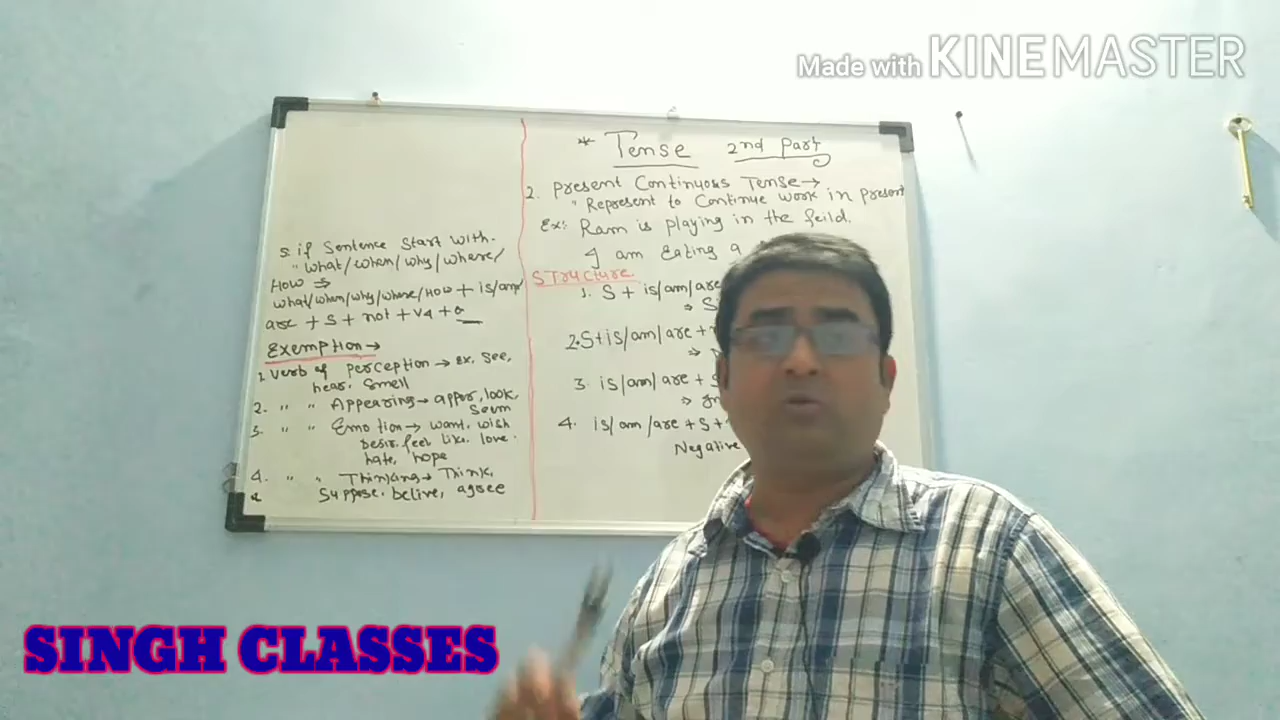 Made with KINEMASTER
* Tense 2nd Part
2. Present Continuous Tense →
" Represent to Continue work in present
Ex: Ram is playing in the feild.
I am Eating a
STructure
1. S + is/am/are
2. S+is/am/are +
3. is/am/are + S
4. is/am/are + S +
Negative
5. if Sentence Start with.
" what/when/why/where/
How ⇒
what/when/why/where/How + is/am/
are + S + not + V4 + o
Exemption →
1. Verb of perception → Ex. See,
hear. Smell
2. " " Appearing → apper, look,
Seem
3. " " Emotion → want. wish
desir. feel like. love.
hate, hope
4. " " Thinking → Think,
Suppose. belive, agree
SINGH CLASSES